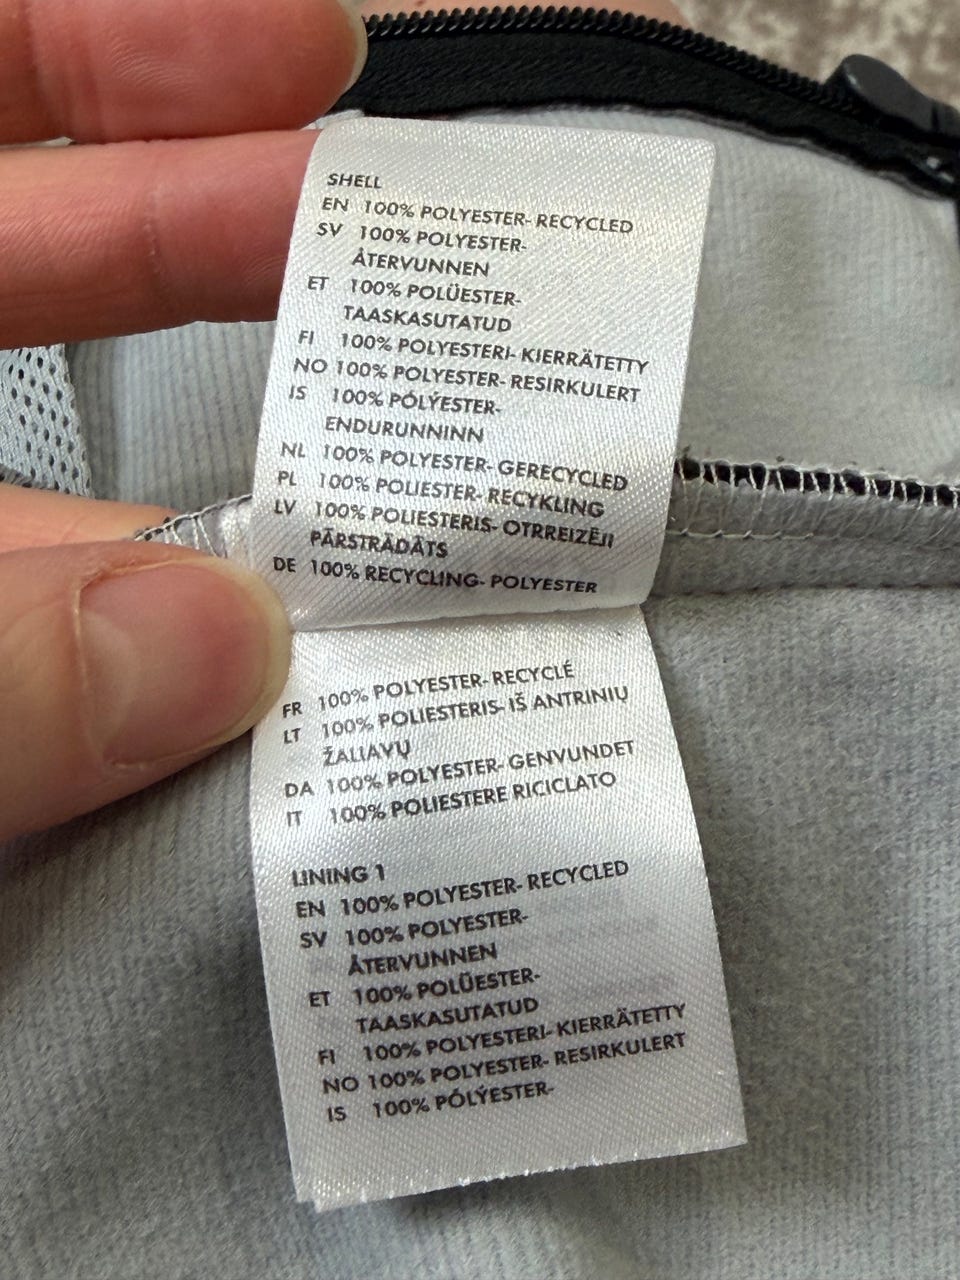 SHELL
EN 100% POLYESTER- RECYCLED
SV 100% POLYESTER-
ÅTERVUNNEN
ET 100% POLÜESTER-
TAASKASUTATUD
FI 100% POLYESTERI- KIERRÄTETTY
NO 100% POLYESTER- RESIRKULERT
IS 100% PÓLÝESTER-
ENDURUNNINN
NL 100% POLYESTER- GERECYCLED
PL 100% POLIESTER- RECYKLING
LV 100% POLIESTERIS- OTRREIZĒJI
PĀRSTRĀDĀTS
DE 100% RECYCLING- POLYESTER
FR 100% POLYESTER- RECYCLÉ
LT 100% POLIESTERIS- IŠ ANTRINIŲ
ŽALIAVŲ
DA 100% POLYESTER- GENVUNDET
IT 100% POLIESTERE RICICLATO
LINING 1
EN 100% POLYESTER- RECYCLED
SV 100% POLYESTER-
ÅTERVUNNEN
ET 100% POLÜESTER-
TAASKASUTATUD
FI 100% POLYESTERI- KIERRÄTETTY
NO 100% POLYESTER- RESIRKULERT
IS 100% PÓLÝESTER-